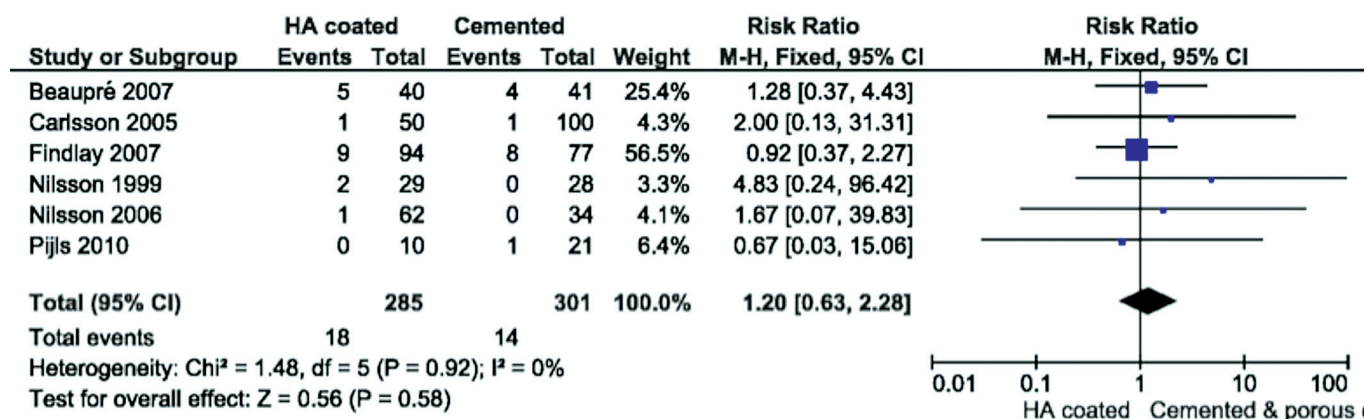 HA coated Cemented Risk Ratio Risk Ratio
Study or Subgroup Events Total Events Total Weight M-H, Fixed, 95% CI M-H, Fixed, 95% CI
Beaupré 2007 5 40 4 41 25.4% 1.28 [0.37, 4.43]
Carlsson 2005 1 50 1 100 4.3% 2.00 [0.13, 31.31]
Findlay 2007 9 94 8 77 56.5% 0.92 [0.37, 2.27]
Nilsson 1999 2 29 0 28 3.3% 4.83 [0.24, 96.42]
Nilsson 2006 1 62 0 34 4.1% 1.67 [0.07, 39.83]
Pijls 2010 0 10 1 21 6.4% 0.67 [0.03, 15.06]
Total (95% CI) 285 301 100.0% 1.20 [0.63, 2.28]
Total events 18 14
Heterogeneity: Chi² = 1.48, df = 5 (P = 0.92); I² = 0%
Test for overall effect: Z = 0.56 (P = 0.58)
0.01 0.1 1 10 100
HA coated Cemented & porous